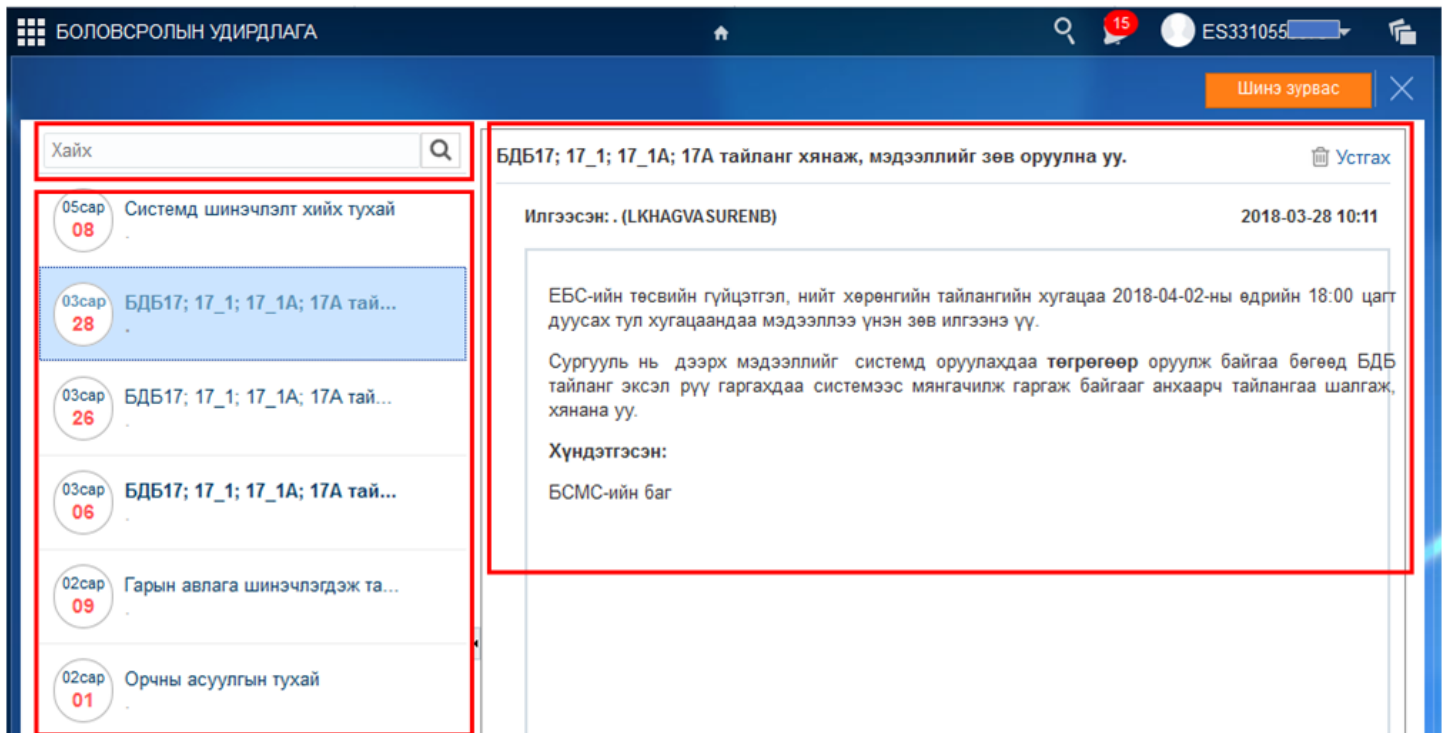 БОЛОВСРОЛЫН УДИРДЛАГА
15
ES331055
Шинэ зурвас
Хайх
05сар
08
Системд шинэчлэлт хийх тухай
.
03сар
28
БДБ17; 17_1; 17_1А; 17А тай...
.
03сар
26
БДБ17; 17_1; 17_1А; 17А тай...
.
03сар
06
БДБ17; 17_1; 17_1А; 17А тай...
.
02сар
09
Гарын авлага шинэчлэгдэж та...
.
02сар
01
Орчны асуулгын тухай
.
БДБ17; 17_1; 17_1А; 17А тайланг хянаж, мэдээллийг зөв оруулна уу.
Устгах
Илгээсэн: . (LKHAGVASURENB)
2018-03-28 10:11
ЕБС-ийн төсвийн гүйцэтгэл, нийт хөрөнгийн тайлангийн хугацаа 2018-04-02-ны өдрийн 18:00 цагт
дуусах тул хугацаандаа мэдээллээ үнэн зөв илгээнэ үү.
Сургууль нь дээрх мэдээллийг системд оруулахдаа төгрөгөөр оруулж байгаа бөгөөд БДБ
тайланг эксэл рүү гаргахдаа системээс мянгачилж гаргаж байгааг анхаарч тайлангаа шалгаж,
хянана уу.
Хүндэтгэсэн:
БСМС-ийн баг